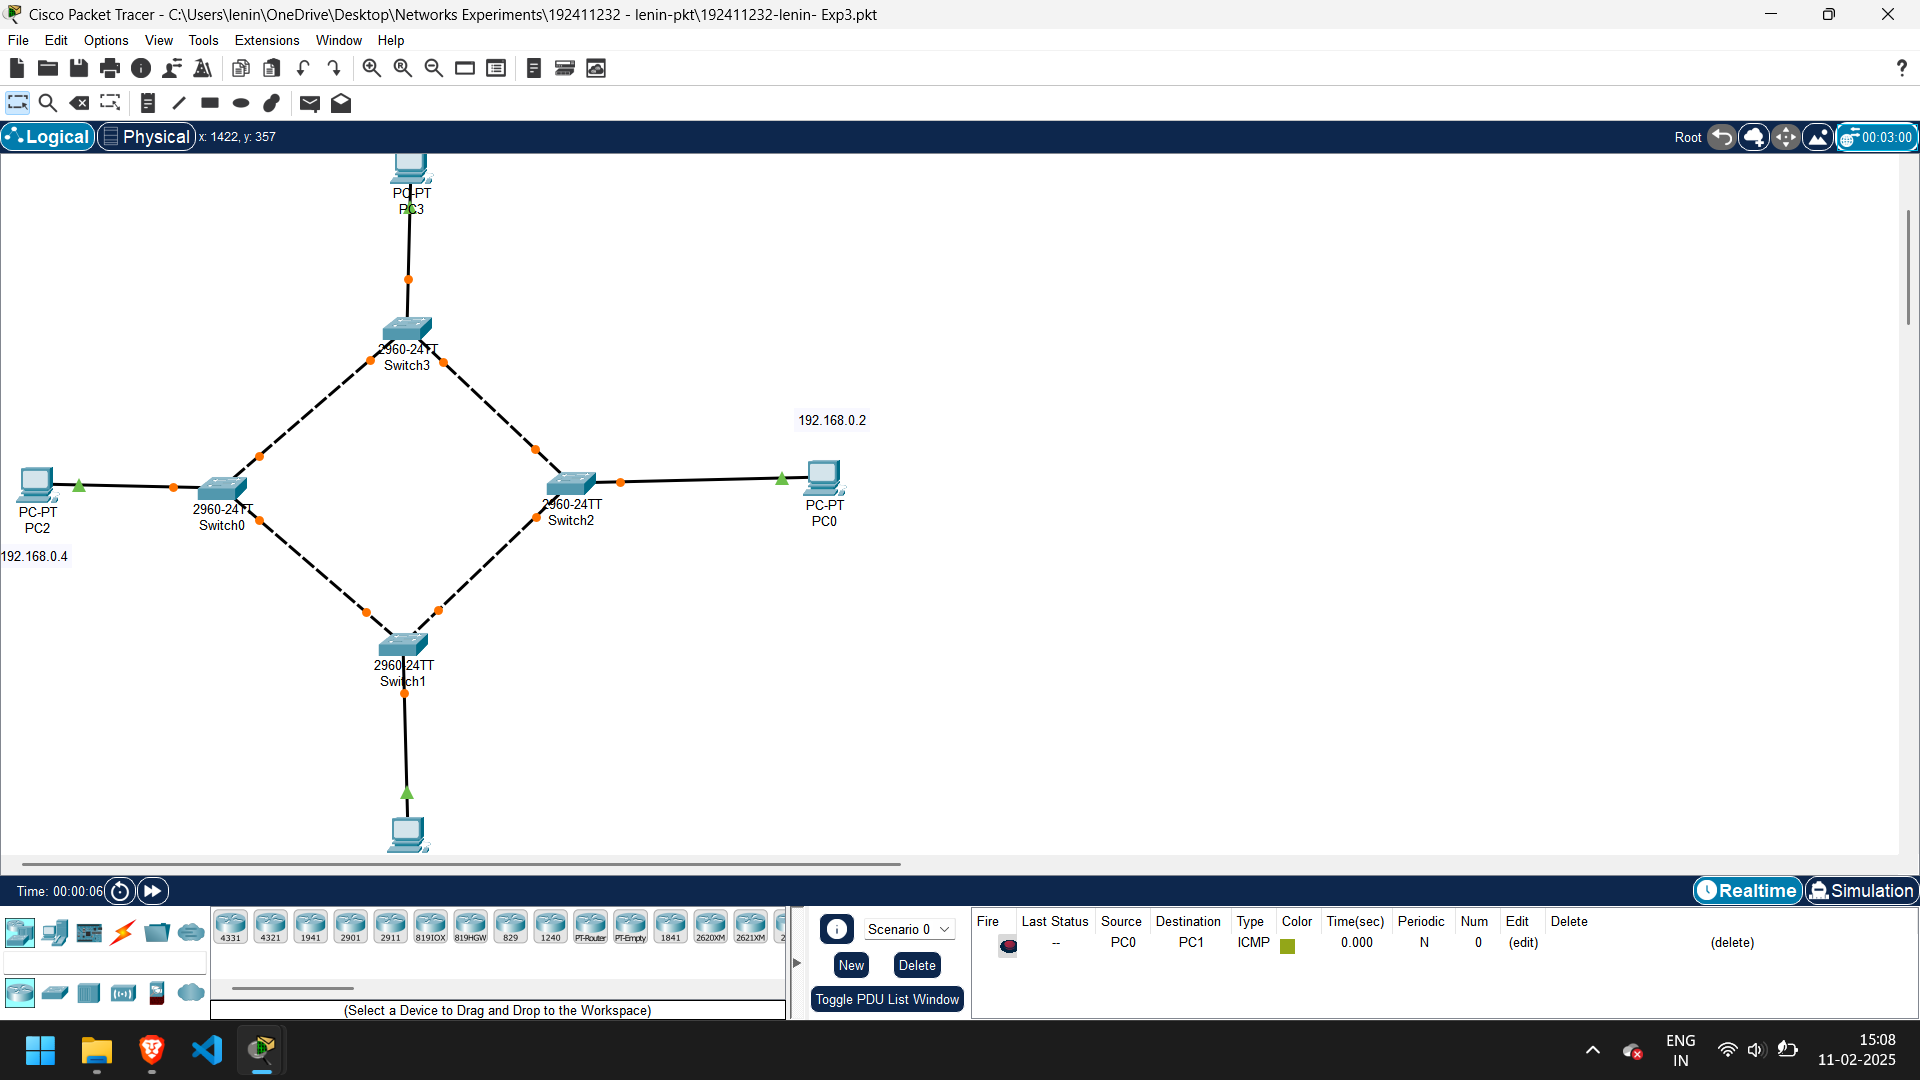 Cisco Packet Tracer - C:\Users\lenin\OneDrive\Desktop\Networks Experiments\192411232 - lenin-pkt\192411232-lenin- Exp3.pkt
File Edit Options View Tools Extensions Window Help
?
Logical Physical x: 1422, y: 357 Root 00:03:00
PC-PT
PC3
2960-24TT
Switch3
192.168.0.2
PC-PT
PC2
2960-24TT
Switch0
2960-24TT
Switch2
PC-PT
PC0
192.168.0.4
2960-24TT
Switch1
Time: 00:00:06 Realtime Simulation
4331 4321 1941 2901 2911 819IOX 819HGW 829 1240 PT-Router PT-Empty 1841 2620XM 2621XM 2
Scenario 0
New Delete
Toggle PDU List Window
(Select a Device to Drag and Drop to the Workspace)
Fire Last Status Source Destination Type Color Time(sec) Periodic Num Edit Delete
-- PC0 PC1 ICMP 0.000 N 0 (edit) (delete)
ENG
IN
15:08
11-02-2025